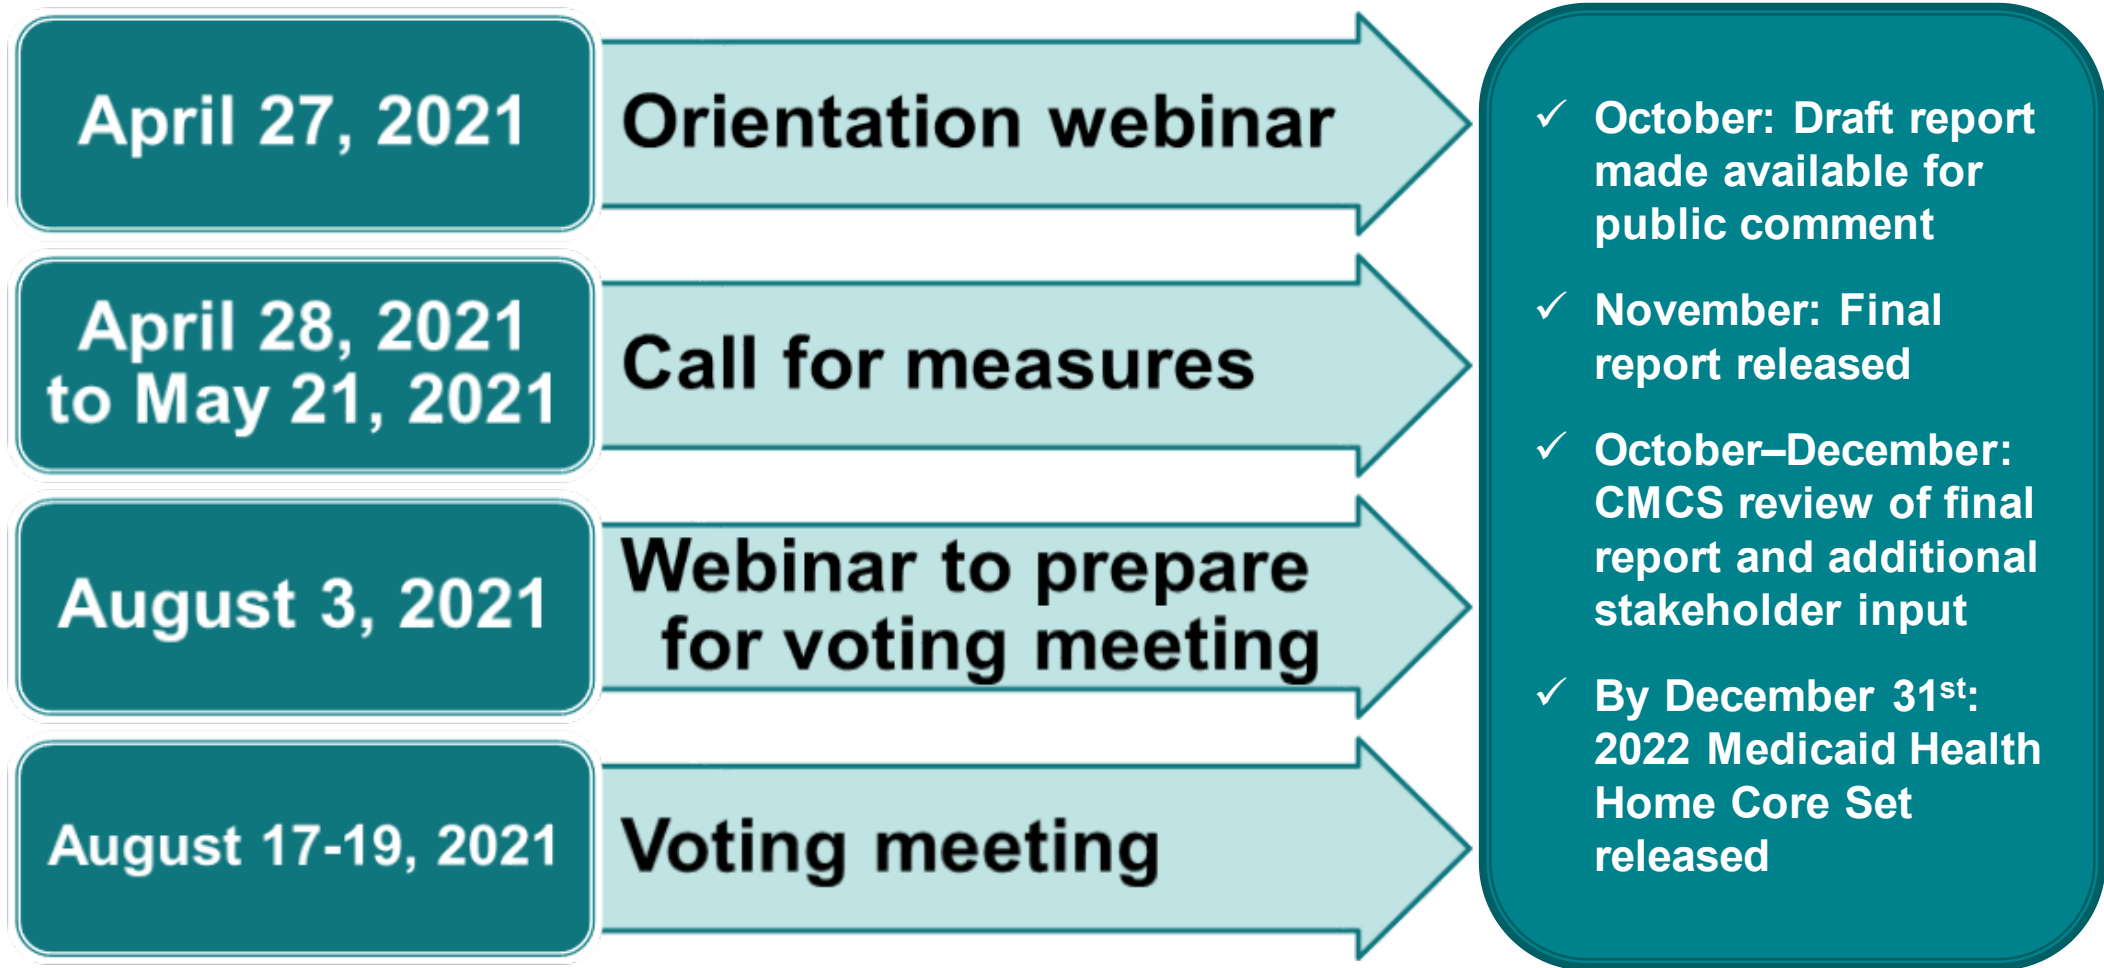 April 27, 2021
Orientation webinar
April 28, 2021
to May 21, 2021
Call for measures
August 3, 2021
Webinar to prepare
for voting meeting
August 17-19, 2021
Voting meeting
✓ October: Draft report
made available for
public comment
✓ November: Final
report released
✓ October–December:
CMCS review of final
report and additional
stakeholder input
✓ By December 31st:
2022 Medicaid Health
Home Core Set
released